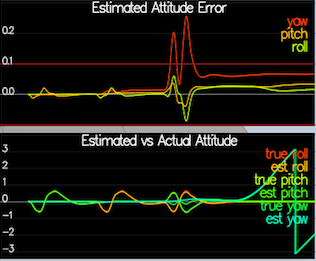 Estimated Attitude Error
0.2
yaw
pitch
roll
0.1
0.0
Estimated vs Actual Attitude
3
true roll
2
est roll
true pitch
1
est pitch
0
true yaw
−1
est yaw
−2
−3